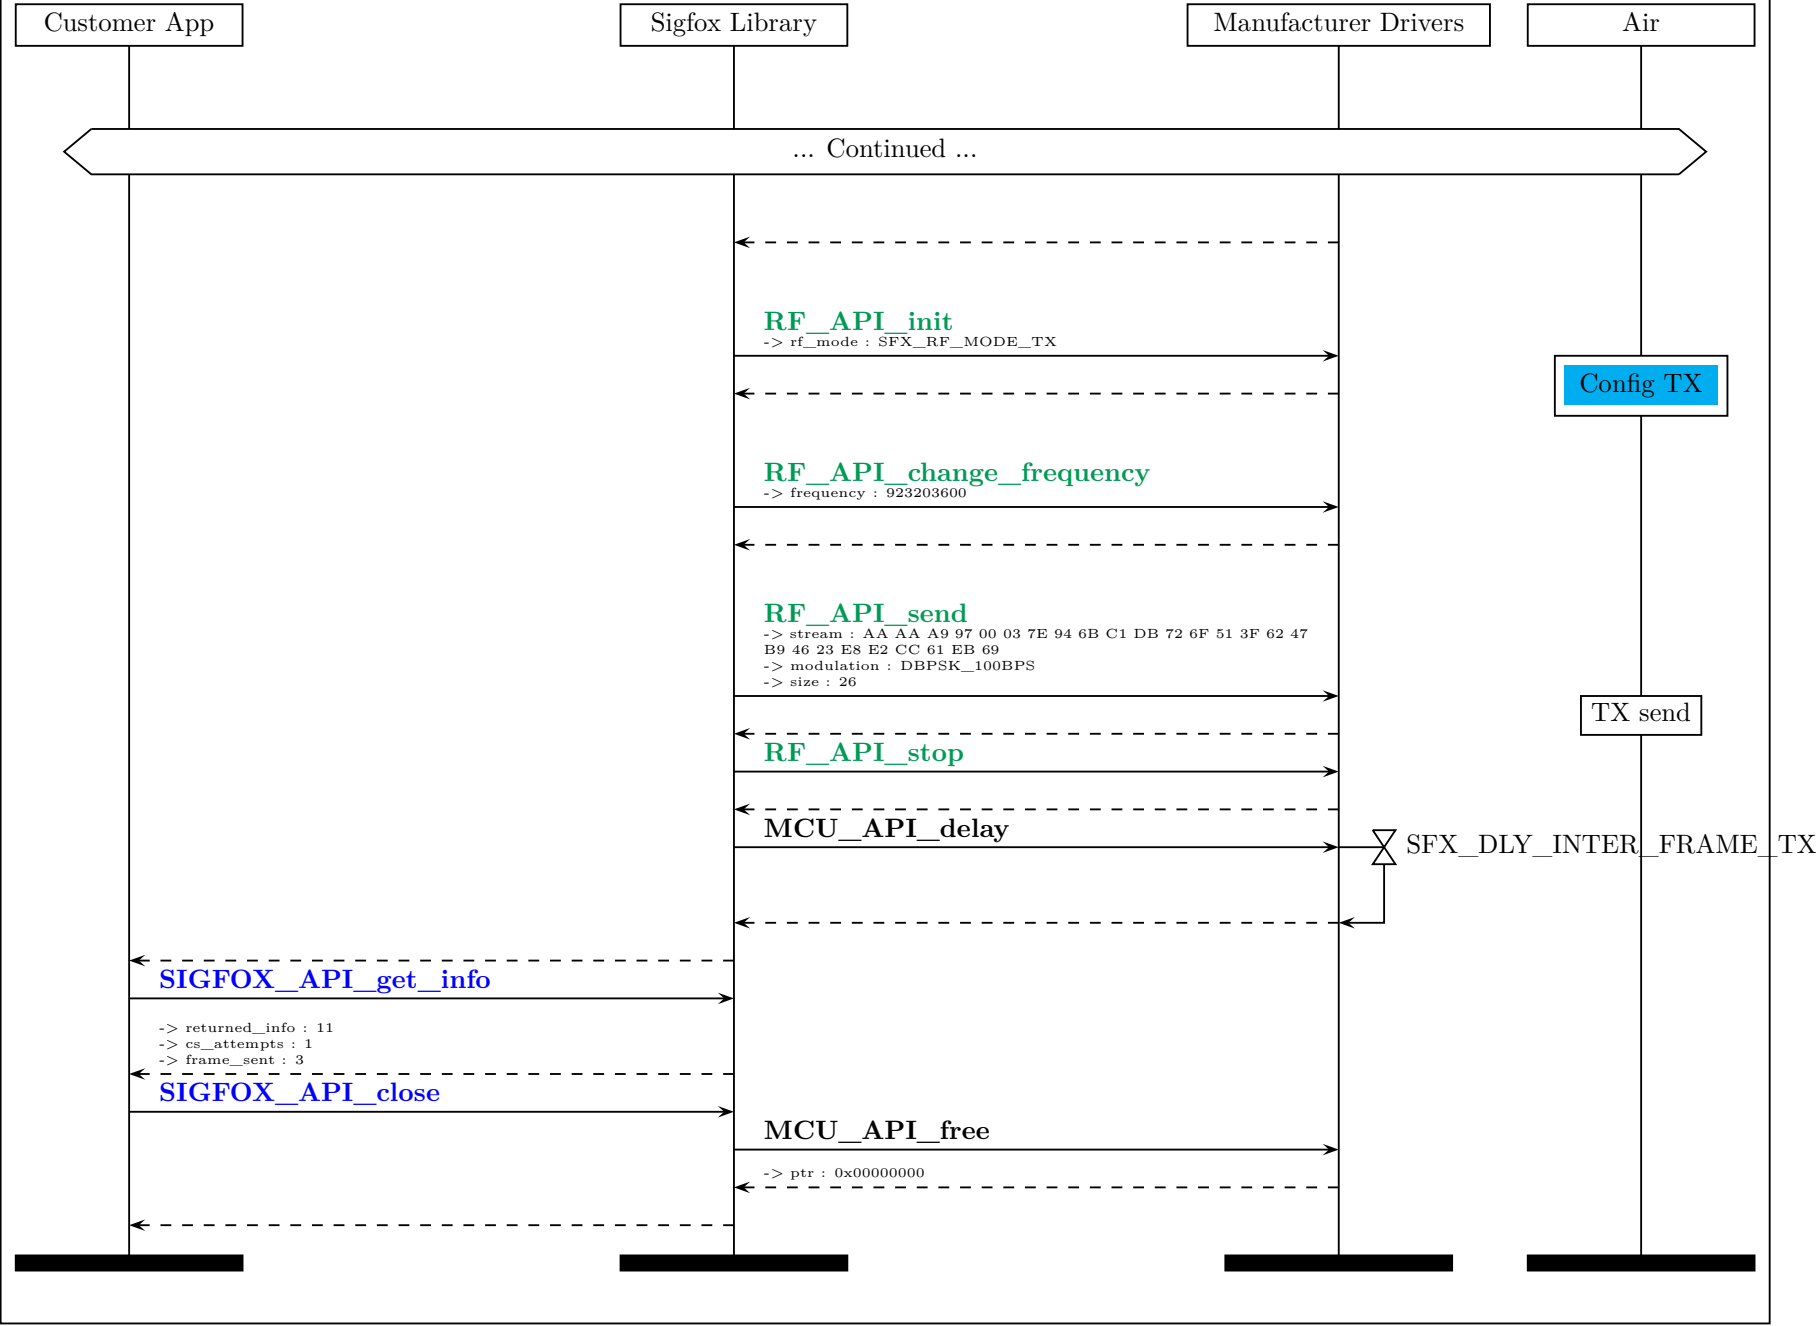 Customer App
Sigfox Library
Manufacturer Drivers
Air
... Continued ...
RF_API_init
-> rf_mode : SFX_RF_MODE_TX
Config TX
RF_API_change_frequency
-> frequency : 923203600
RF_API_send
-> stream : AA AA A9 97 00 03 7E 94 6B C1 DB 72 6F 51 3F 62 47
B9 46 23 E8 E2 CC 61 EB 69
-> modulation : DBPSK_100BPS
-> size : 26
TX send
RF_API_stop
MCU_API_delay
SFX_DLY_INTER_FRAME_TX
SIGFOX_API_get_info
-> returned_info : 11
-> cs_attempts : 1
-> frame_sent : 3
SIGFOX_API_close
MCU_API_free
-> ptr : 0x00000000